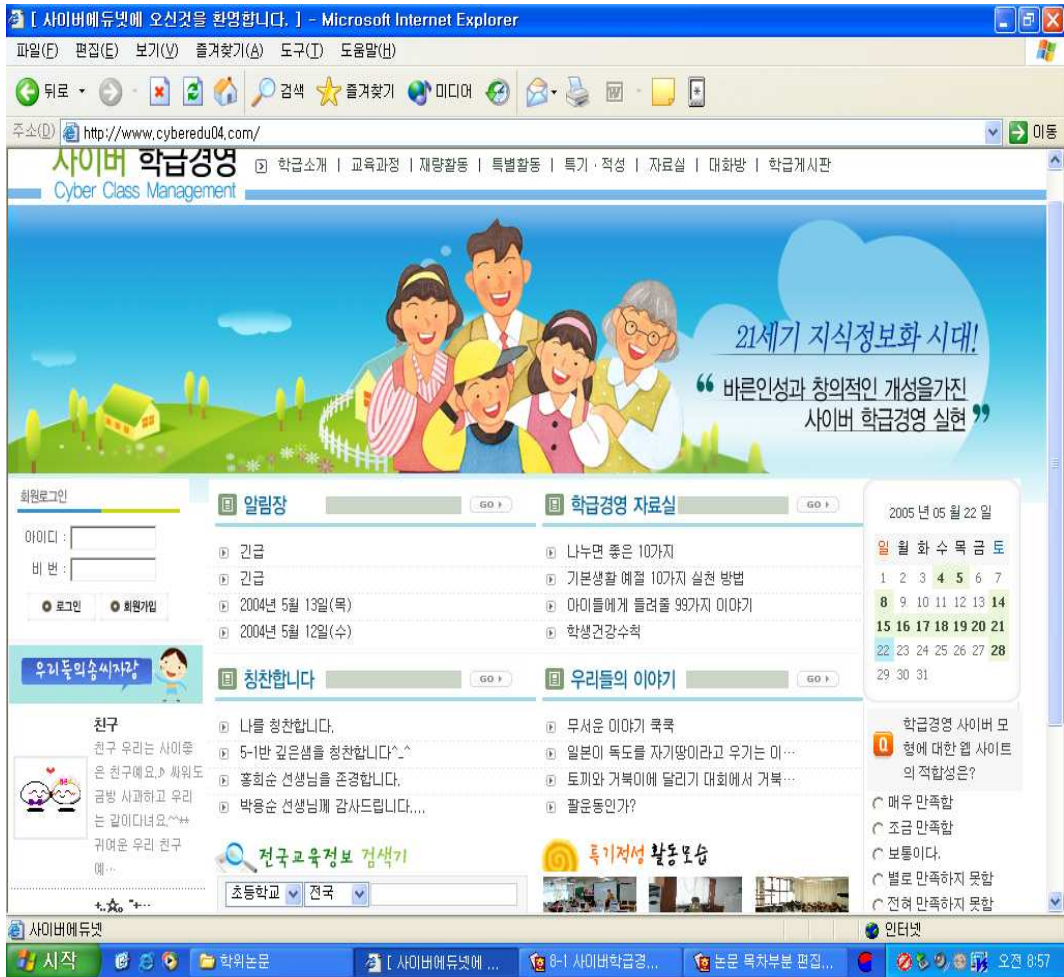 [ 사이버에듀넷에 오신것을 환영합니다. ] - Microsoft Internet Explorer
파일(F) 편집(E) 보기(V) 즐겨찾기(A) 도구(T) 도움말(H)
뒤로 검색 즐겨찾기 미디어
주소(D) http://www.cyberedu04.com/ 이동
사이버 학급경영
Cyber Class Management
학급소개 | 교육과정 | 재량활동 | 특별활동 | 특기·적성 | 자료실 | 대화방 | 학급게시판
21세기 지식정보화 시대!
“ 바른인성과 창의적인 개성을가진
사이버 학급경영 실현 ”
회원로그인
아이디 :
비 번 :
로그인 회원가입
우리들의솜씨자랑
친구
친구 우리는 사이좋
은 친구예요.♪ 싸워도
금방 사과하고 우리
는 같이다녀요.^^
귀여운 우리 친구
예…
알림장 GO
긴급
긴급
2004년 5월 13일(목)
2004년 5월 12일(수)
학급경영 자료실 GO
나누면 좋은 10가지
기본생활 예절 10가지 실천 방법
아이들에게 들려줄 99가지 이야기
학생건강수칙
칭찬합니다 GO
나를 칭찬합니다.
5-1반 깊은샘을 칭찬합니다^_^
홍희순 선생님을 존경합니다.
박용순 선생님께 감사드립니다....
우리들의 이야기 GO
무서운 이야기 쿡쿡
일본이 독도를 자기땅이라고 우기는 이…
토끼와 거북이에 달리기 대회에서 거북…
팔운동인가?
전국교육정보 검색기
초등학교 전국
특기적성 활동모습
2005 년 05 월 22 일
일 월 화 수 목 금 토
1 2 3 4 5 6 7
8 9 10 11 12 13 14
15 16 17 18 19 20 21
22 23 24 25 26 27 28
29 30 31
Q 학급경영 사이버 모
형에 대한 웹 사이트
의 적합성은?
매우 만족함
조금 만족함
보통이다.
별로 만족하지 못함
전혀 만족하지 못함
사이버에듀넷 인터넷
시작 학위논문 [ 사이버에듀넷에 ... 8-1 사이버학급경... 논문 목차부분 편집... 오전 8:57